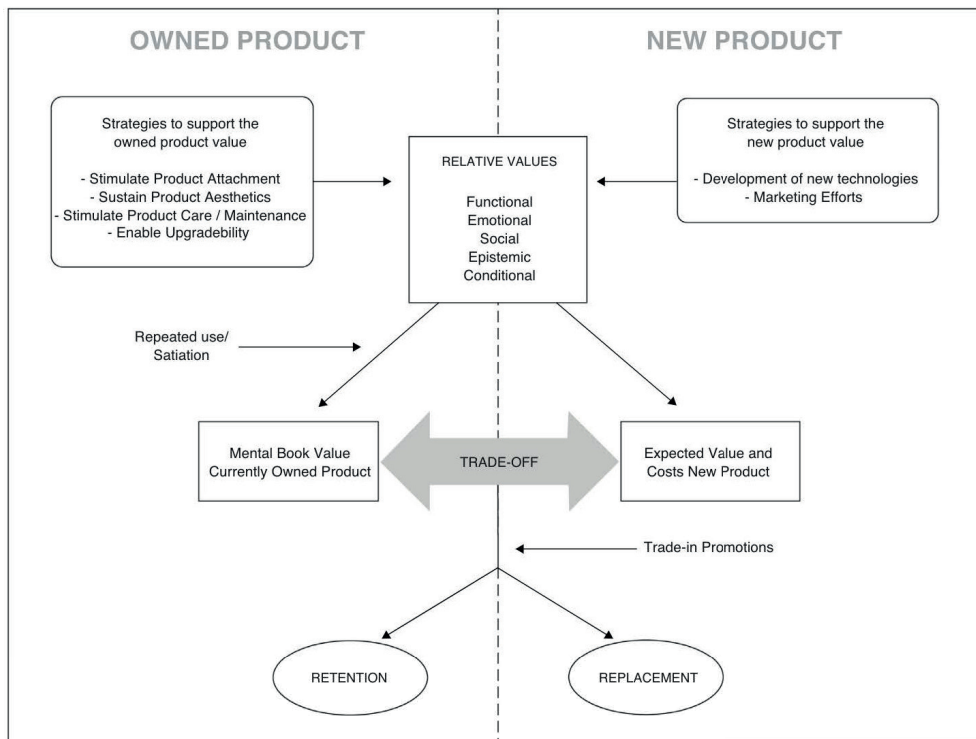 OWNED PRODUCT
NEW PRODUCT
Strategies to support the
owned product value
- Stimulate Product Attachment
- Sustain Product Aesthetics
- Stimulate Product Care / Maintenance
- Enable Upgradebility
RELATIVE VALUES
Functional
Emotional
Social
Epistemic
Conditional
Strategies to support the
new product value
- Development of new technologies
- Marketing Efforts
Repeated use/
Satiation
Mental Book Value
Currently Owned Product
TRADE-OFF
Expected Value and
Costs New Product
Trade-in Promotions
RETENTION
REPLACEMENT